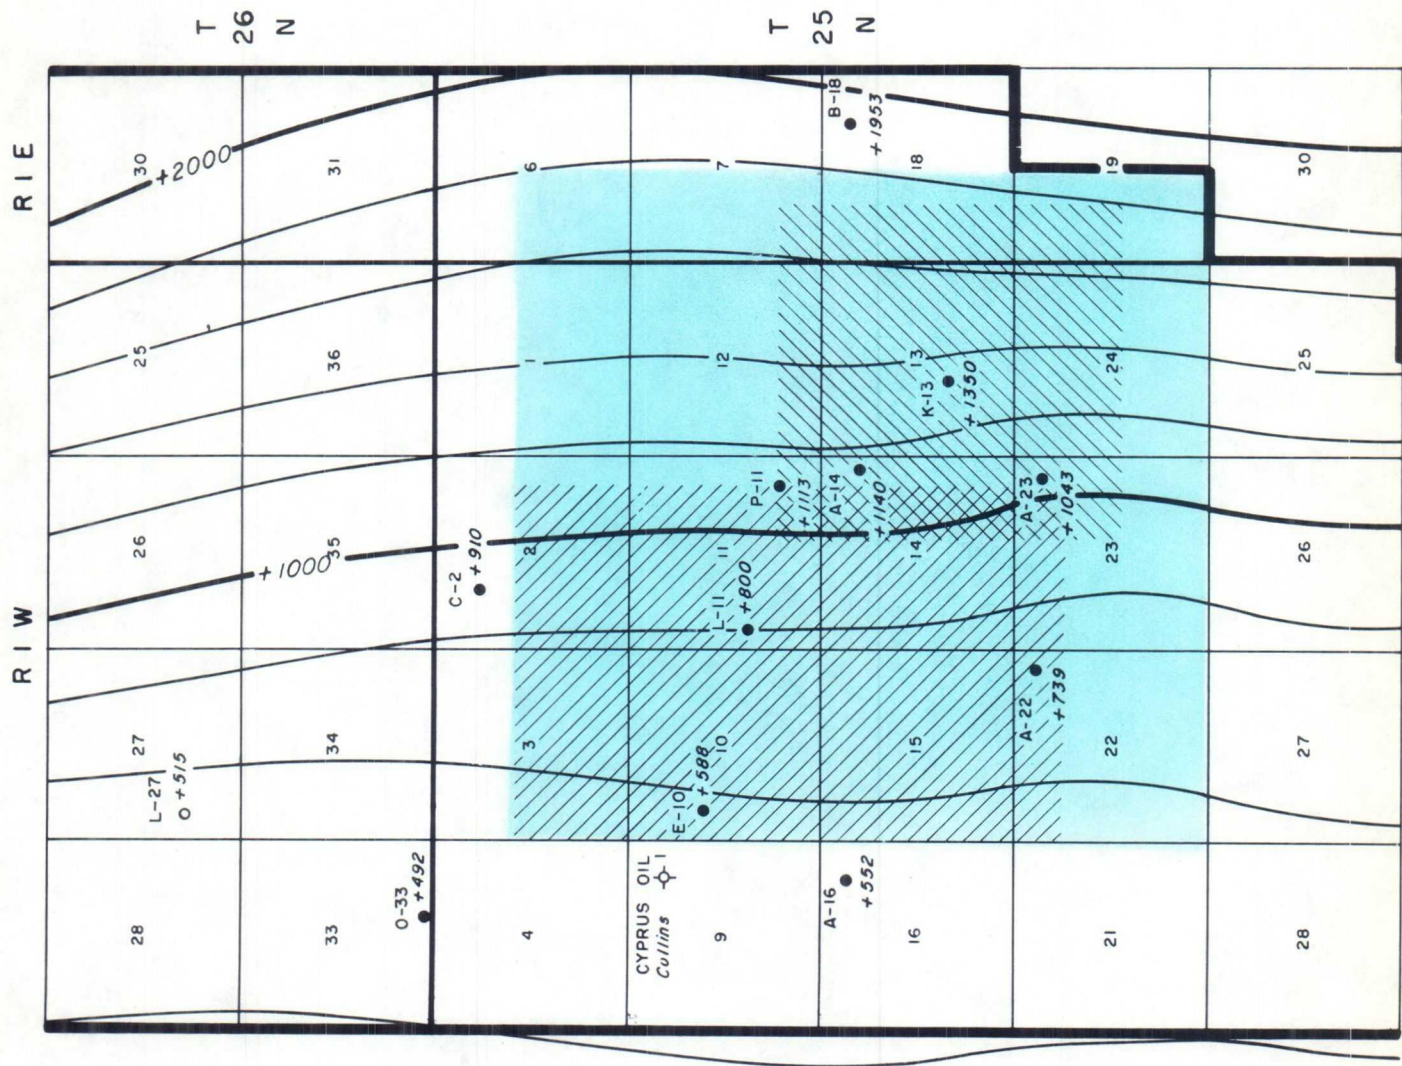 T
26
N
T
25
N
R I E
R I W
30
+2000
31
6
7
B-18
+1953
18
19
30
25
36
1
12
13
K-13
+1350
24
25
26
+1000
35
C-2
+910
2
P-11
+1113
A-14
+1140
11
L-11
+800
14
A-23
+1043
23
26
27
L-27
+515
34
3
10
E-10
+588
15
A-22
+739
22
27
28
33
O-33
+492
4
CYPRUS OIL
1
Cullins
9
A-16
+552
16
21
28